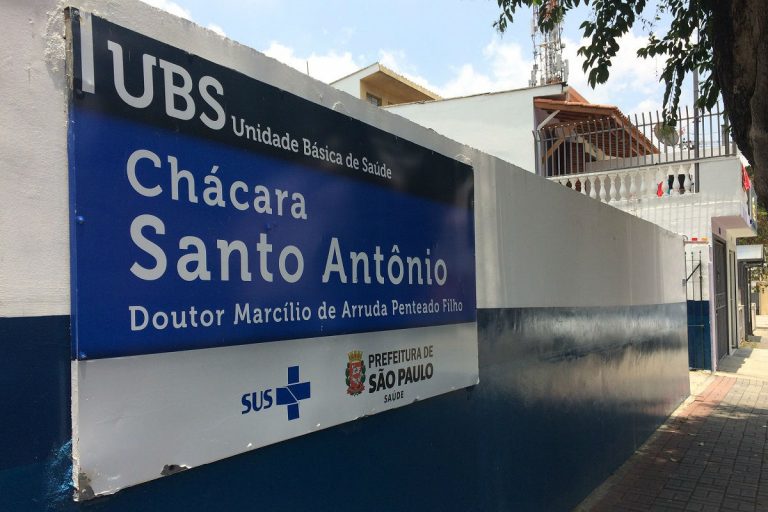 UBS Unidade Básica de Saúde
Chácara
Santo Antônio
Doutor Marcílio de Arruda Penteado Filho
SUS
PREFEITURA DE
SÃO PAULO
SAÚDE